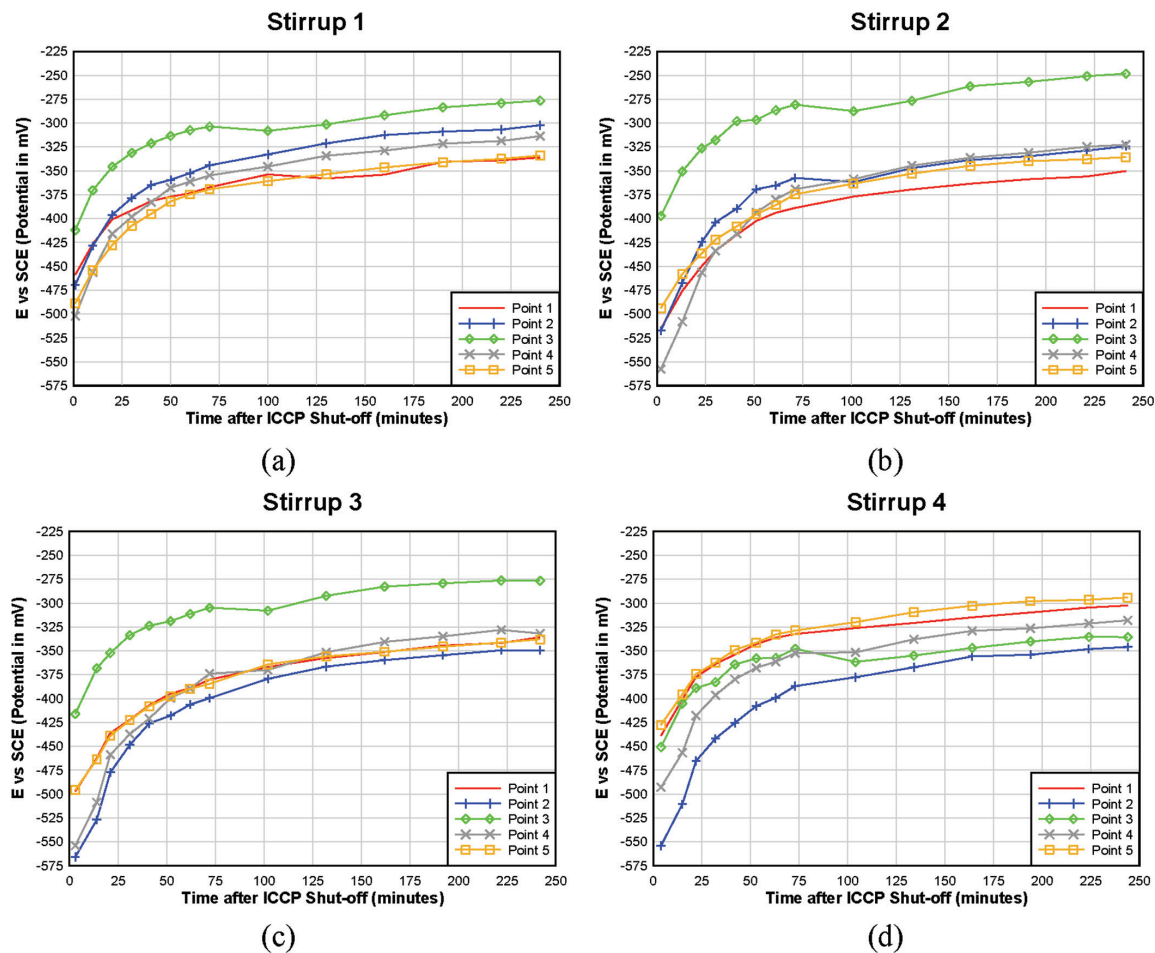 Stirrup 1
-225
-250
-275
-300
-325
-350
-375
-400
-425
-450
-475
-500
-525
-550
-575
E vs SCE (Potential in mV)
Point 1
Point 2
Point 3
Point 4
Point 5
0 25 50 75 100 125 150 175 200 225 250
Time after ICCP Shut-off (minutes)
(a)
Stirrup 2
-225
-250
-275
-300
-325
-350
-375
-400
-425
-450
-475
-500
-525
-550
-575
E vs SCE (Potential in mV)
Point 1
Point 2
Point 3
Point 4
Point 5
0 25 50 75 100 125 150 175 200 225 250
Time after ICCP Shut-off (minutes)
(b)
Stirrup 3
-225
-250
-275
-300
-325
-350
-375
-400
-425
-450
-475
-500
-525
-550
-575
E vs SCE (Potential in mV)
Point 1
Point 2
Point 3
Point 4
Point 5
0 25 50 75 100 125 150 175 200 225 250
Time after ICCP Shut-off (minutes)
(c)
Stirrup 4
-225
-250
-275
-300
-325
-350
-375
-400
-425
-450
-475
-500
-525
-550
-575
E vs SCE (Potential in mV)
Point 1
Point 2
Point 3
Point 4
Point 5
0 25 50 75 100 125 150 175 200 225 250
Time after ICCP Shut-off (minutes)
(d)